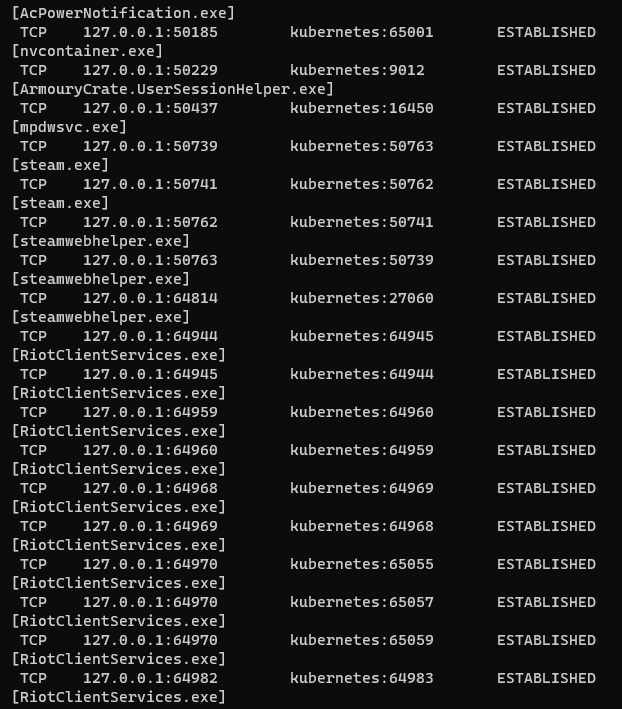 [AcPowerNotification.exe]
TCP    127.0.0.1:50185        kubernetes:65001       ESTABLISHED
[nvcontainer.exe]
TCP    127.0.0.1:50229        kubernetes:9012        ESTABLISHED
[ArmouryCrate.UserSessionHelper.exe]
TCP    127.0.0.1:50437        kubernetes:16450       ESTABLISHED
[mpdwsvc.exe]
TCP    127.0.0.1:50739        kubernetes:50763       ESTABLISHED
[steam.exe]
TCP    127.0.0.1:50741        kubernetes:50762       ESTABLISHED
[steam.exe]
TCP    127.0.0.1:50762        kubernetes:50741       ESTABLISHED
[steamwebhelper.exe]
TCP    127.0.0.1:50763        kubernetes:50739       ESTABLISHED
[steamwebhelper.exe]
TCP    127.0.0.1:64814        kubernetes:27060       ESTABLISHED
[steamwebhelper.exe]
TCP    127.0.0.1:64944        kubernetes:64945       ESTABLISHED
[RiotClientServices.exe]
TCP    127.0.0.1:64945        kubernetes:64944       ESTABLISHED
[RiotClientServices.exe]
TCP    127.0.0.1:64959        kubernetes:64960       ESTABLISHED
[RiotClientServices.exe]
TCP    127.0.0.1:64960        kubernetes:64959       ESTABLISHED
[RiotClientServices.exe]
TCP    127.0.0.1:64968        kubernetes:64969       ESTABLISHED
[RiotClientServices.exe]
TCP    127.0.0.1:64969        kubernetes:64968       ESTABLISHED
[RiotClientServices.exe]
TCP    127.0.0.1:64970        kubernetes:65055       ESTABLISHED
[RiotClientServices.exe]
TCP    127.0.0.1:64970        kubernetes:65057       ESTABLISHED
[RiotClientServices.exe]
TCP    127.0.0.1:64970        kubernetes:65059       ESTABLISHED
[RiotClientServices.exe]
TCP    127.0.0.1:64982        kubernetes:64983       ESTABLISHED
[RiotClientServices.exe]